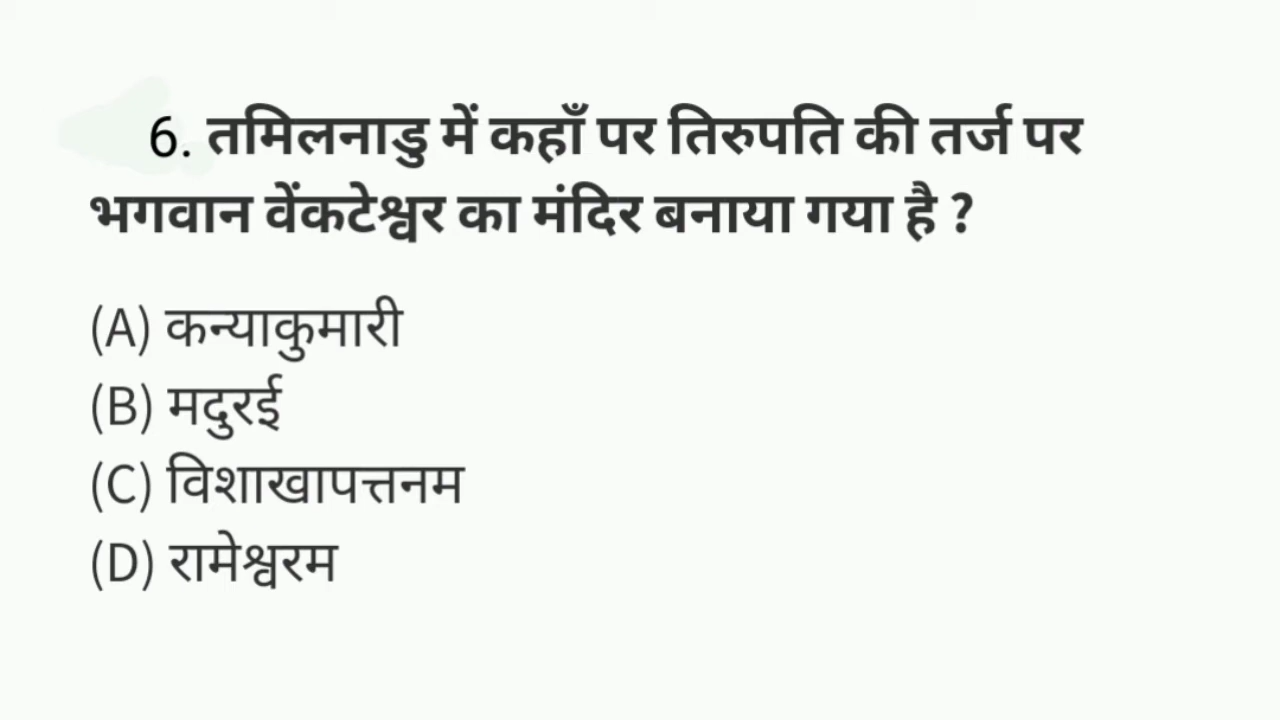 6. तमिलनाडु में कहाँ पर तिरुपति की तर्ज पर
भगवान वेंकटेश्वर का मंदिर बनाया गया है ?
(A) कन्याकुमारी
(B) मदुरई
(C) विशाखापत्तनम
(D) रामेश्वरम